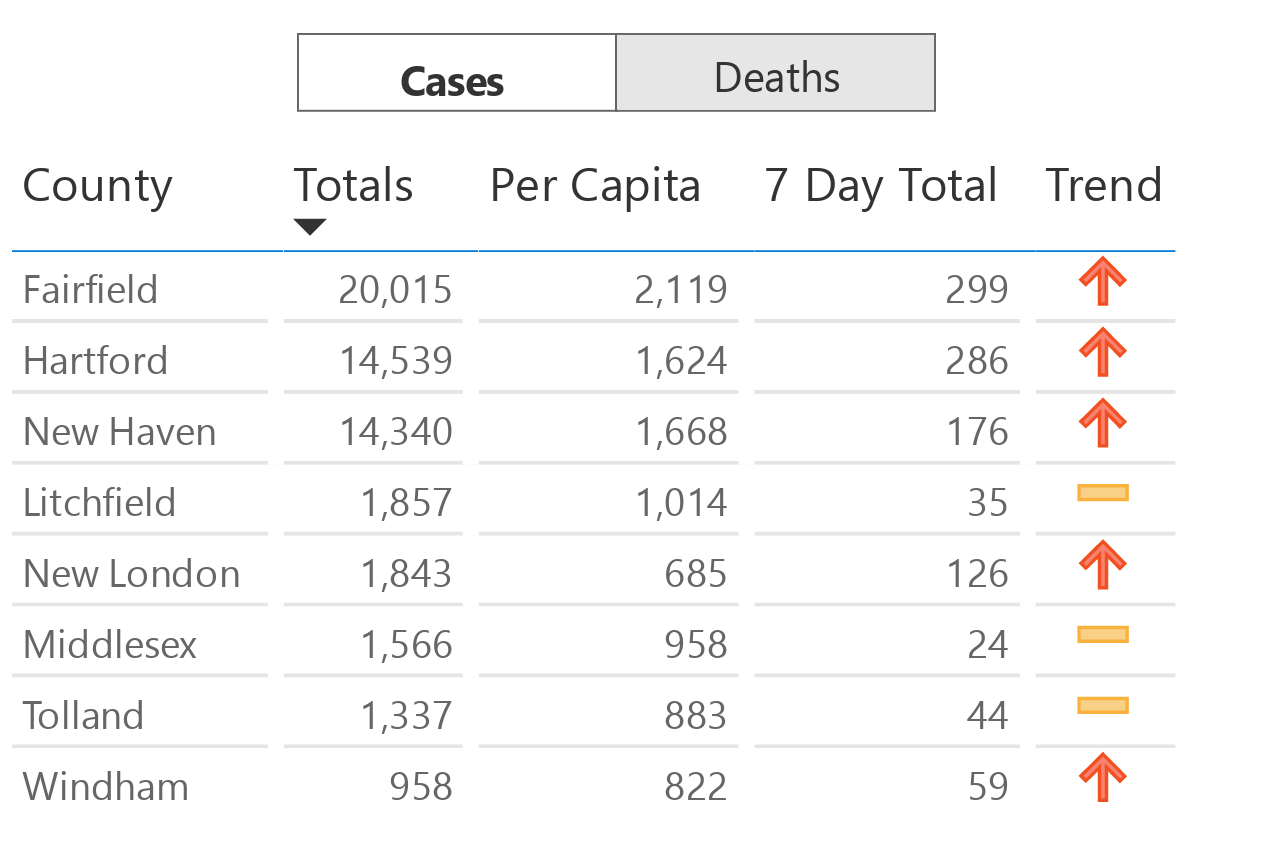 Cases Deaths
County Totals Per Capita 7 Day Total Trend
Fairfield 20,015 2,119 299
Hartford 14,539 1,624 286
New Haven 14,340 1,668 176
Litchfield 1,857 1,014 35
New London 1,843 685 126
Middlesex 1,566 958 24
Tolland 1,337 883 44
Windham 958 822 59